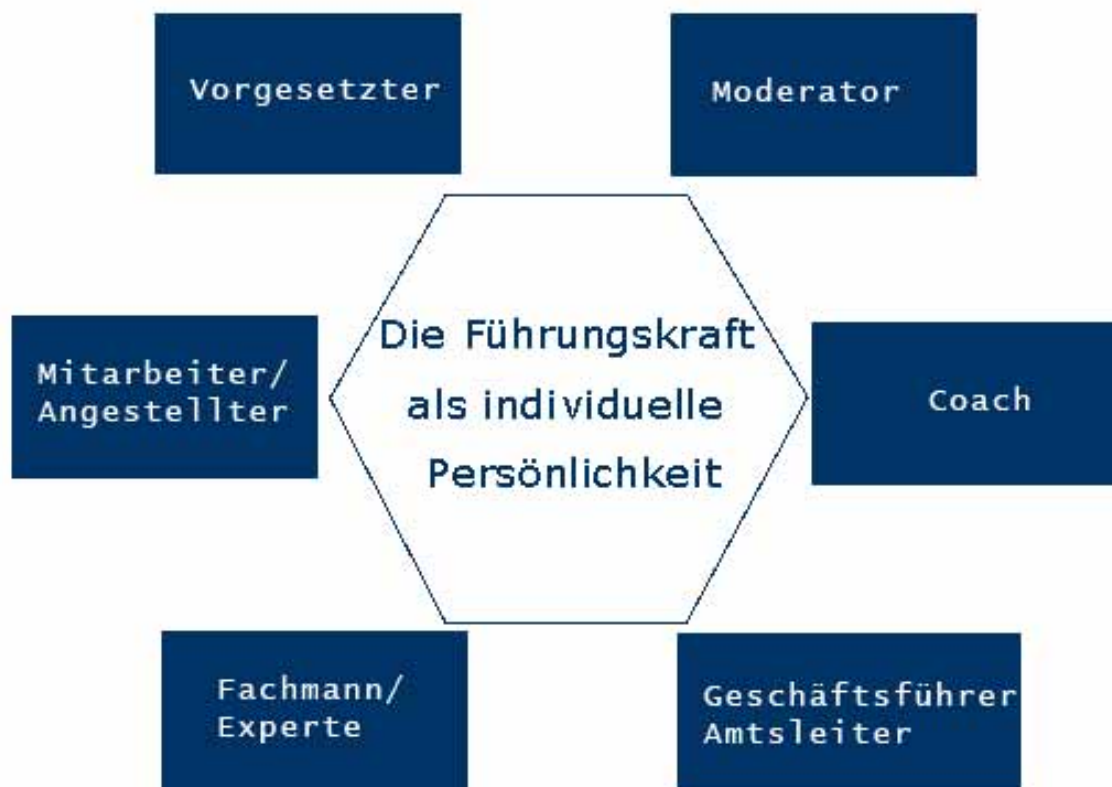 Vorgesetzter
Moderator
Die Führungskraft
als individuelle
Persönlichkeit
Mitarbeiter/
Angestellter
Coach
Fachmann/
Experte
Geschäftsführer
Amtsleiter